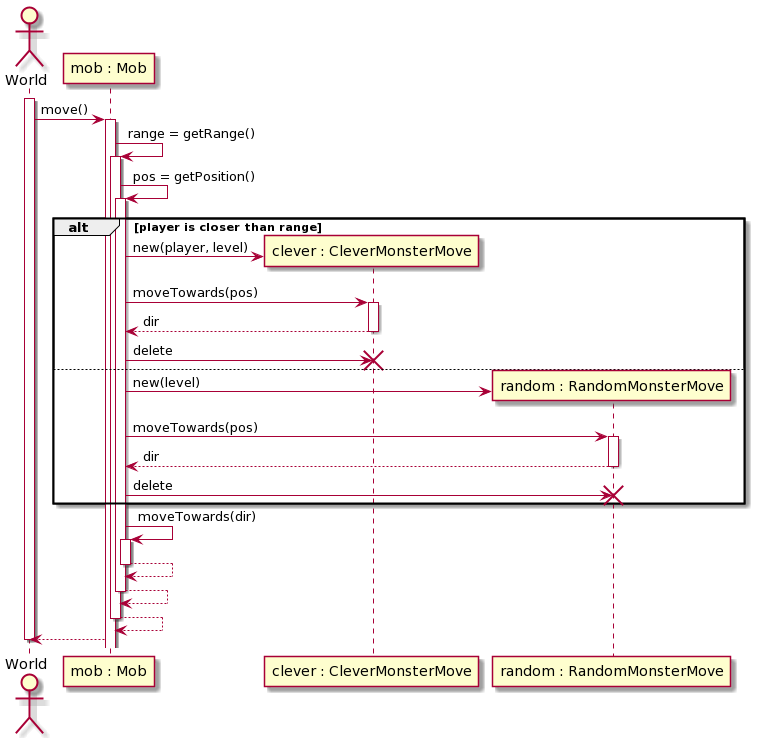 World
mob : Mob
move()
range = getRange()
pos = getPosition()
alt
[player is closer than range]
new(player, level)
clever : CleverMonsterMove
moveTowards(pos)
dir
delete
new(level)
random : RandomMonsterMove
moveTowards(pos)
dir
delete
moveTowards(dir)
World
mob : Mob
clever : CleverMonsterMove
random : RandomMonsterMove